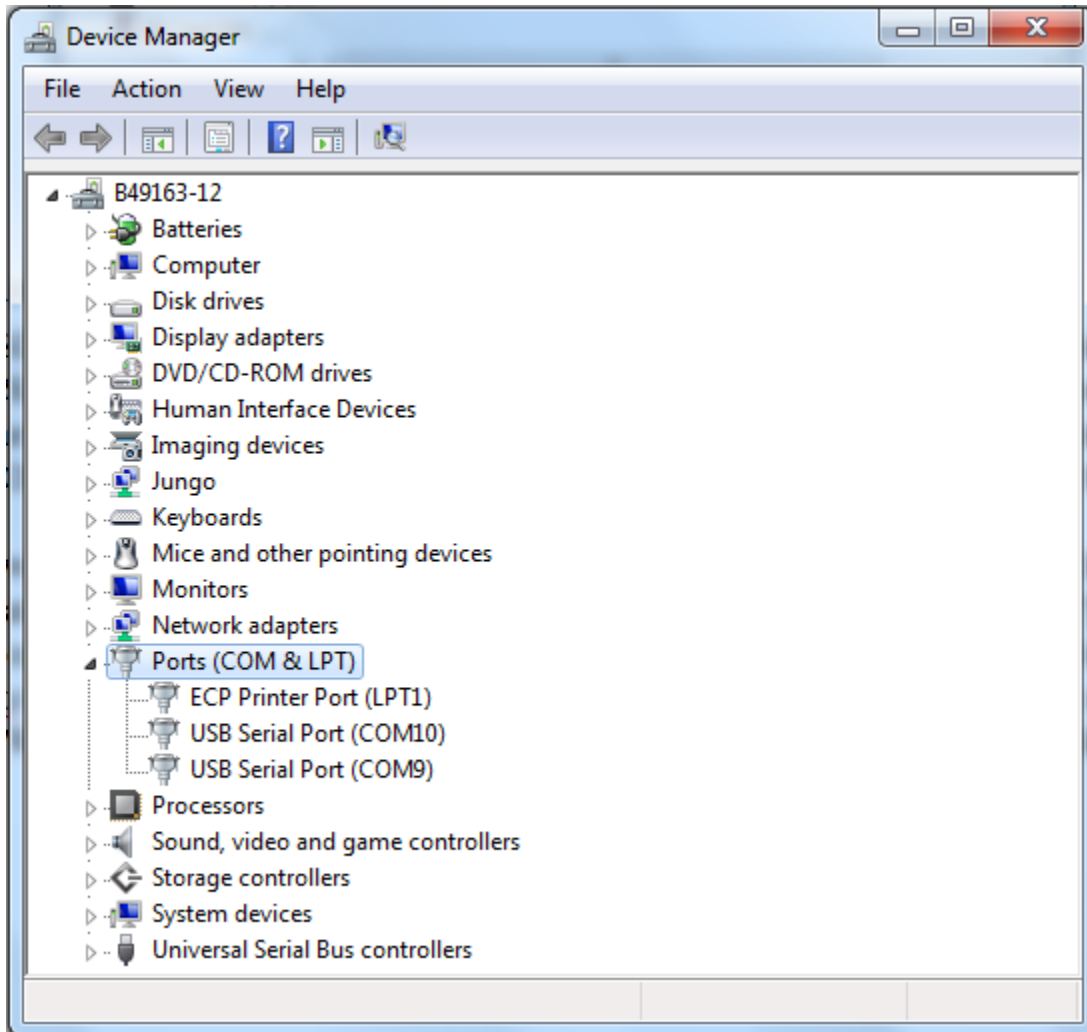 Device Manager
File Action View Help
B49163-12
Batteries
Computer
Disk drives
Display adapters
DVD/CD-ROM drives
Human Interface Devices
Imaging devices
Jungo
Keyboards
Mice and other pointing devices
Monitors
Network adapters
Ports (COM & LPT)
ECP Printer Port (LPT1)
USB Serial Port (COM10)
USB Serial Port (COM9)
Processors
Sound, video and game controllers
Storage controllers
System devices
Universal Serial Bus controllers